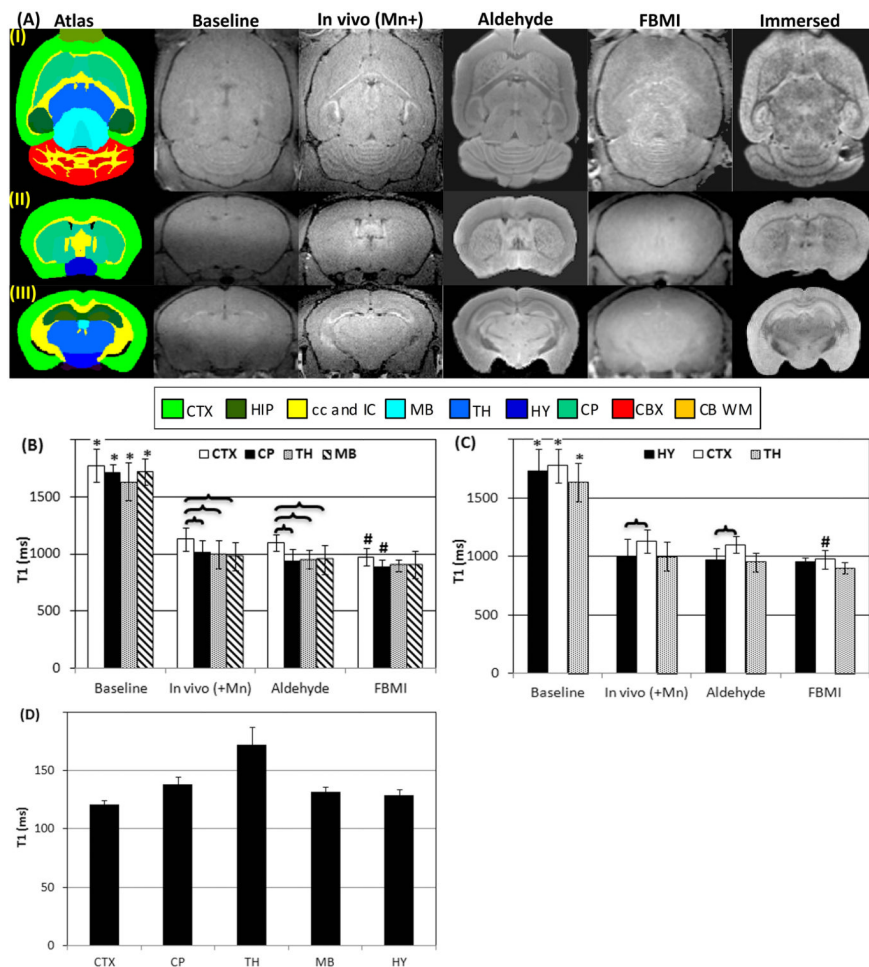 (A) Atlas Baseline In vivo (Mn+) Aldehyde FBMI Immersed
(I)
(II)
(III)
CTX HIP cc and IC MB TH HY CP CBX CB WM
(B)
* * * *
CTX CP TH MB
# #
T1 (ms)
1500
1000
500
0
Baseline In vivo (+Mn) Aldehyde FBMI
(C)
* * *
HY CTX TH
#
T1 (ms)
1500
1000
500
0
Baseline In vivo (+Mn) Aldehyde FBMI
(D)
T1 (ms)
150
100
50
0
CTX CP TH MB HY